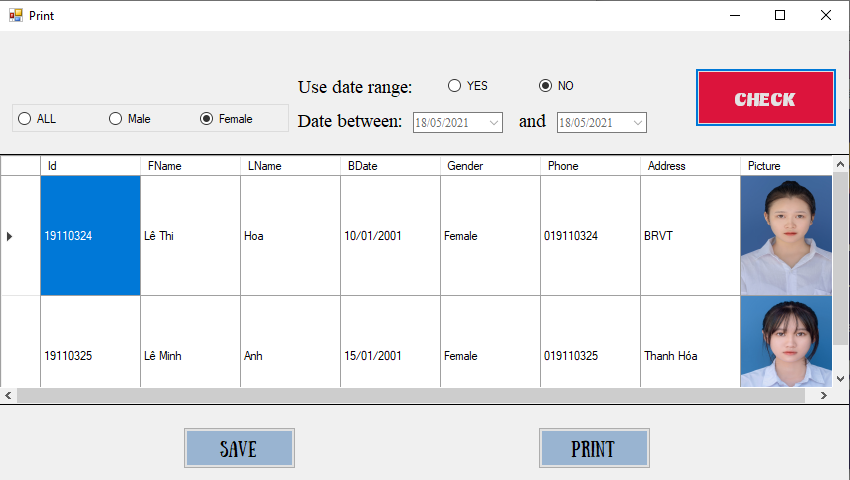 Print
Use date range: YES NO
CHECK
ALL Male Female
Date between: 18/05/2021 and 18/05/2021
Id FName LName BDate Gender Phone Address Picture
19110324 Lê Thi Hoa 10/01/2001 Female 019110324 BRVT
19110325 Lê Minh Anh 15/01/2001 Female 019110325 Thanh Hóa
SAVE PRINT